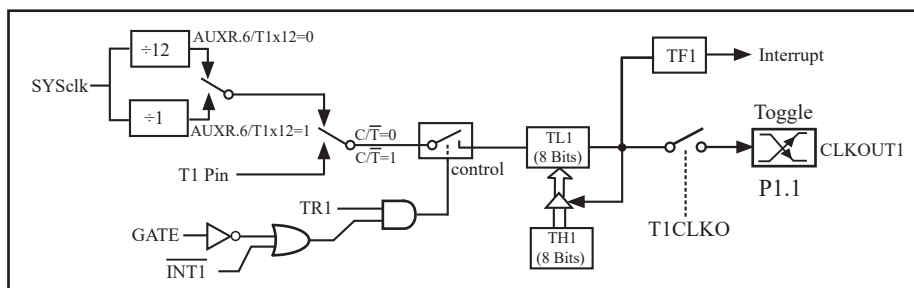 AUXR.6/T1x12=0
÷12
SYSclk
÷1
AUXR.6/T1x12=1
T1 Pin
C/T̅=0
C/T̅=1
control
TR1
GATE
I̅N̅T̅1̅
TL1
(8 Bits)
TH1
(8 Bits)
TF1
Interrupt
Toggle
CLKOUT1
P1.1
T1CLKO